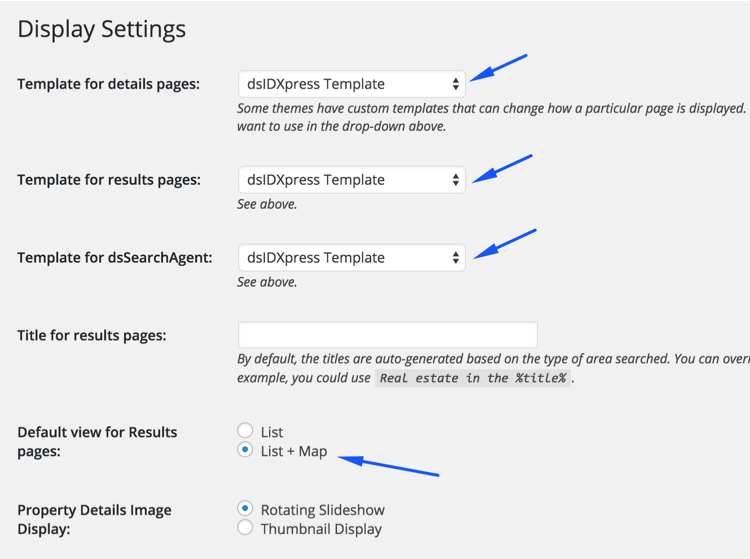 Display Settings
Template for details pages:
dsIDXpress Template
Some themes have custom templates that can change how a particular page is displayed.
want to use in the drop-down above.
Template for results pages:
dsIDXpress Template
See above.
Template for dsSearchAgent:
dsIDXpress Template
See above.
Title for results pages:
By default, the titles are auto-generated based on the type of area searched. You can overr
example, you could use Real estate in the %title% .
Default view for Results
pages:
List
List + Map
Property Details Image
Display:
Rotating Slideshow
Thumbnail Display